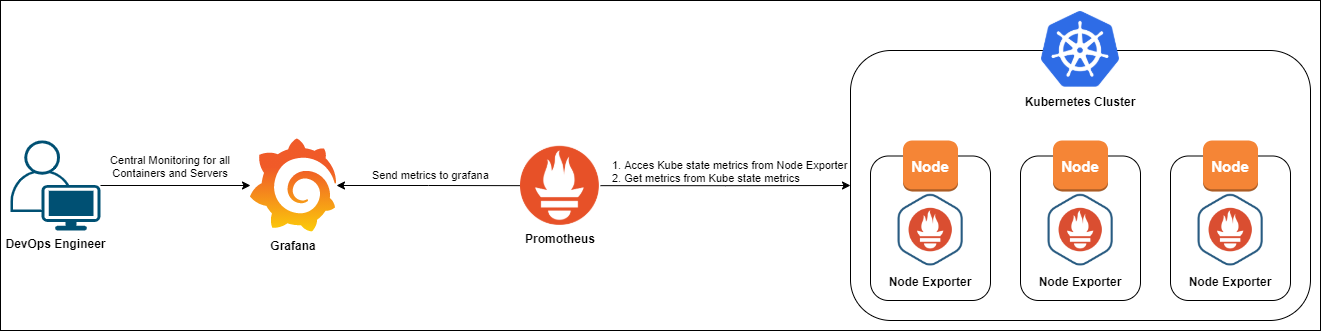 Kubernetes Cluster
Central Monitoring for all
Containers and Servers
Send metrics to grafana
1. Acces Kube state metrics from Node Exporter
2. Get metrics from Kube state metrics
Node
Node
Node
DevOps Engineer
Grafana
Promotheus
Node Exporter
Node Exporter
Node Exporter